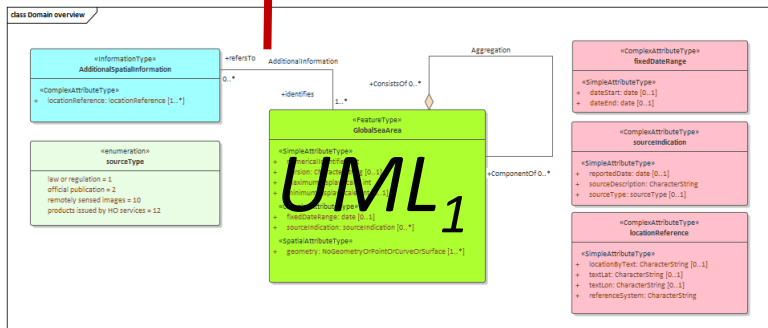 class Domain overview
«InformationType»
AdditionalSpatialInformation
«ComplexAttributeType»
+ locationReference: locationReference [1..*]
+refersTo
0..*
AdditionalInformation
+identifies
1..*
Aggregation
+ConsistsOf 0..*
+ComponentOf 0..*
«enumeration»
sourceType
law or regulation = 1
official publication = 2
remotely sensed images = 10
products issued by HO services = 12
«FeatureType»
GlobalSeaArea
«SimpleAttributeType»
+ fixedDateRange: date [0..1]
+ sourceIndication: sourceIndication [0..*]
«SpatialAttributeType»
+ geometry: NoGeometryOrPointOrCurveOrSurface [1..*]
UML1
«ComplexAttributeType»
fixedDateRange
«SimpleAttributeType»
+ dateStart: date [0..1]
+ dateEnd: date [0..1]
«ComplexAttributeType»
sourceIndication
«SimpleAttributeType»
+ reportedDate: date [0..1]
+ sourceDescription: CharacterString
+ sourceType: sourceType [0..1]
«ComplexAttributeType»
locationReference
«SimpleAttributeType»
+ locationByText: CharacterString [0..1]
+ textLat: CharacterString [0..1]
+ textLon: CharacterString [0..1]
+ referenceSystem: CharacterString